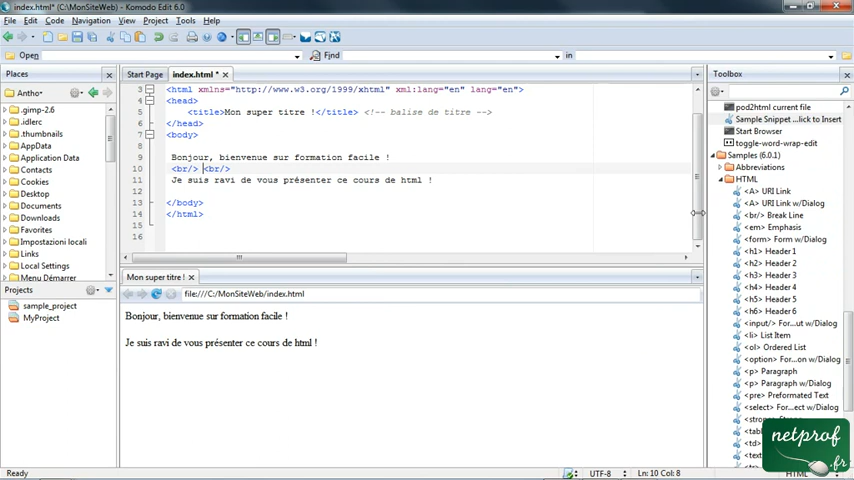 index.html* (C:\MonSiteWeb) - Komodo Edit 6.0
File Edit Code Navigation View Project Tools Help
Open Find in
Places
Antho*
.gimp-2.6
.idlerc
.thumbnails
AppData
Application Data
Contacts
Cookies
Desktop
Documents
Downloads
Favorites
Impostazioni locali
Links
Local Settings
Menu Démarrer
Projects
sample_project
MyProject
Start Page index.html *
3 <html xmlns="http://www.w3.org/1999/xhtml" xml:lang="en" lang="en">
4 <head>
5 <title>Mon super titre !</title> <!-- balise de titre -->
6 </head>
7 <body>
8
9 Bonjour, bienvenue sur formation facile !
10 <br/> <br/>
11 Je suis ravi de vous présenter ce cours de html !
12
13 </body>
14 </html>
15
16
Mon super titre !
file:///C:/MonSiteWeb/index.html
Bonjour, bienvenue sur formation facile !
Je suis ravi de vous présenter ce cours de html !
Toolbox
pod2html current file
Sample Snippet ...lick to Insert
Start Browser
toggle-word-wrap-edit
Samples (6.0.1)
Abbreviations
HTML
<A> URI Link
<A> URI Link w/Dialog
<br/> Break Line
<em> Emphasis
<form> Form w/Dialog
<h1> Header 1
<h2> Header 2
<h3> Header 3
<h4> Header 4
<h5> Header 5
<h6> Header 6
<input/> For...ut w/Dialog
<li> List Item
<ol> Ordered List
<option> For...on w/Dialog
<p> Paragraph
<p> Paragraph w/Dialog
<pre> Preformated Text
<select> For...ct w/Dialog
netprof
.fr
Ready
UTF-8
Ln: 10 Col: 8
HTML